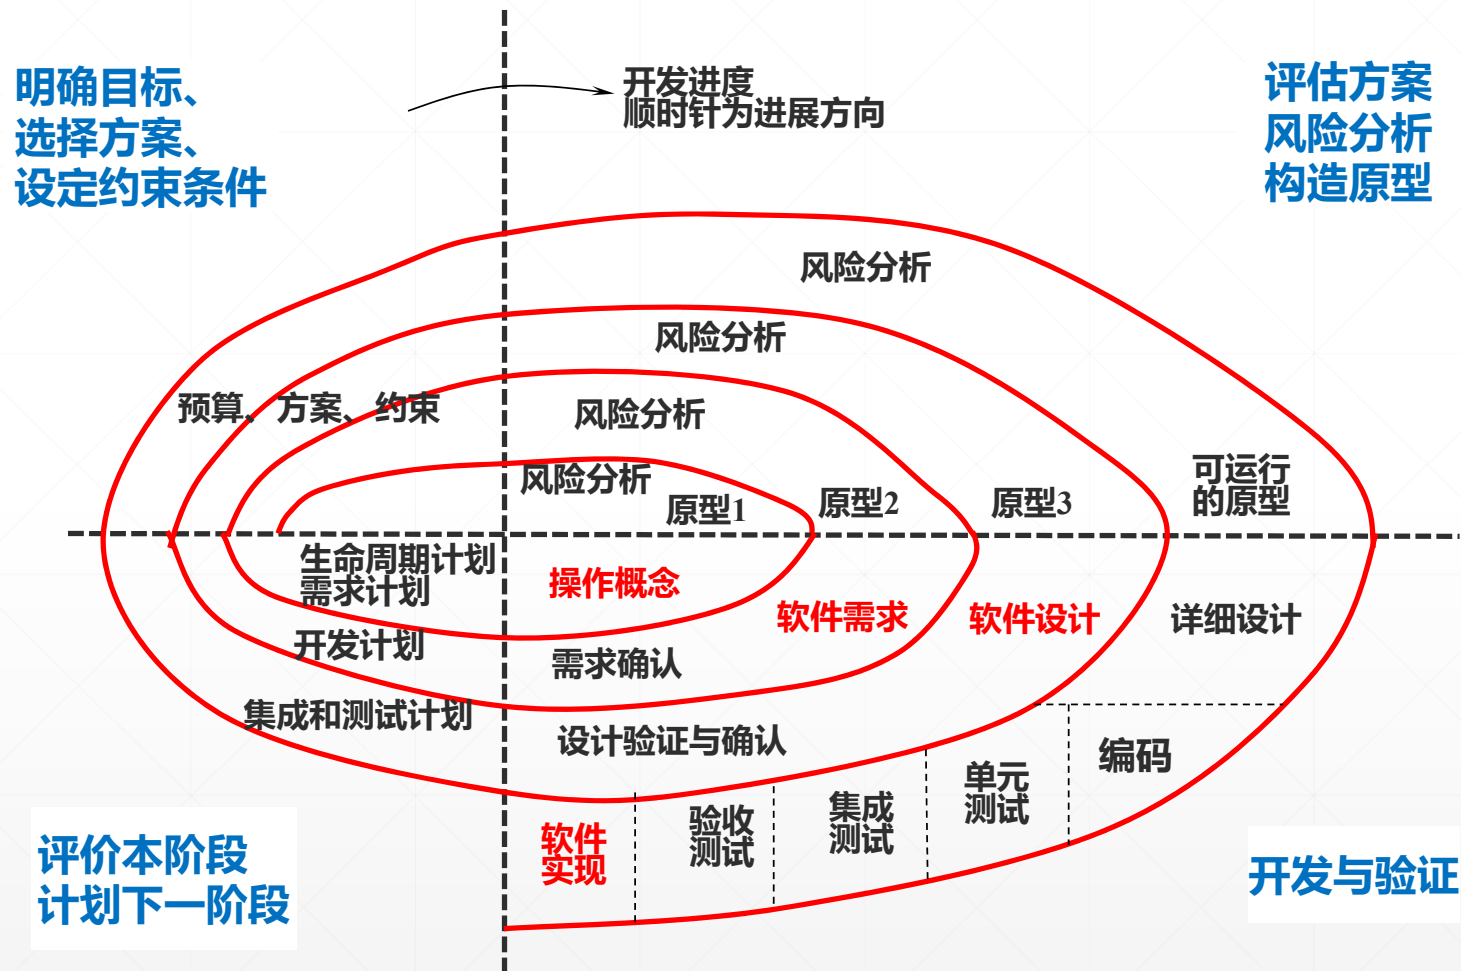 明确目标、
选择方案、
设定约束条件
开发进度
顺时针为进展方向
评估方案
风险分析
构造原型
风险分析
风险分析
预算、方案、约束
风险分析
风险分析
原型1
原型2
原型3
可运行
的原型
生命周期计划
需求计划
操作概念
软件需求
软件设计
详细设计
开发计划
需求确认
集成和测试计划
设计验证与确认
软件
实现
验收
测试
集成
测试
单元
测试
编码
评价本阶段
计划下一阶段
开发与验证